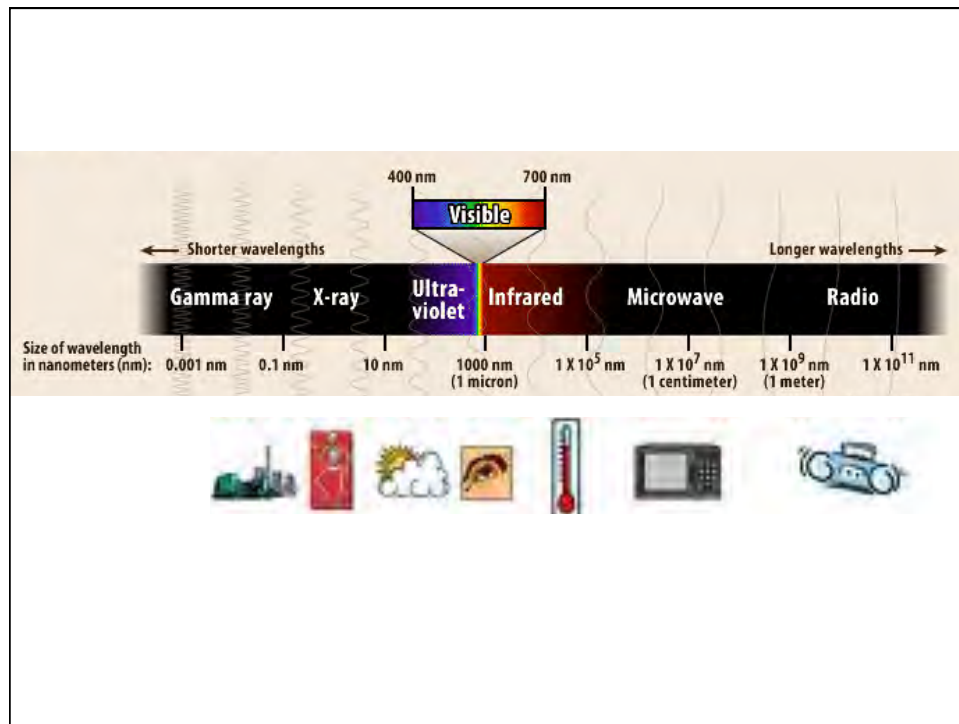 400 nm 700 nm
Visible
Shorter wavelengths Longer wavelengths
Gamma ray X-ray Ultra-
violet Infrared Microwave Radio
Size of wavelength
in nanometers (nm): 0.001 nm 0.1 nm 10 nm 1000 nm
(1 micron) 1 X 10⁵ nm 1 X 10⁷ nm
(1 centimeter) 1 X 10⁹ nm
(1 meter) 1 X 10¹¹ nm